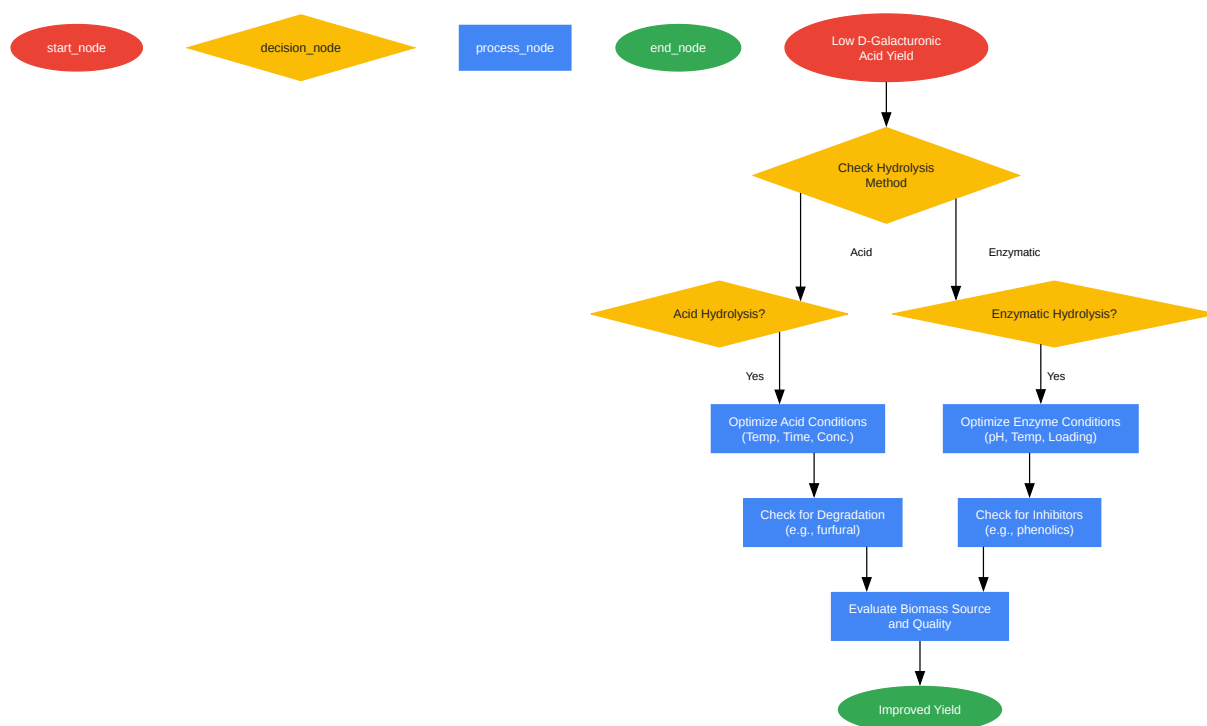 start_node
decision_node
process_node
end_node
Low D-Galacturonic
Acid Yield
Check Hydrolysis
Method
Acid
Enzymatic
Acid Hydrolysis?
Enzymatic Hydrolysis?
Yes
Yes
Optimize Acid Conditions
(Temp, Time, Conc.)
Optimize Enzyme Conditions
(pH, Temp, Loading)
Check for Degradation
(e.g., furfural)
Check for Inhibitors
(e.g., phenolics)
Evaluate Biomass Source
and Quality
Improved Yield